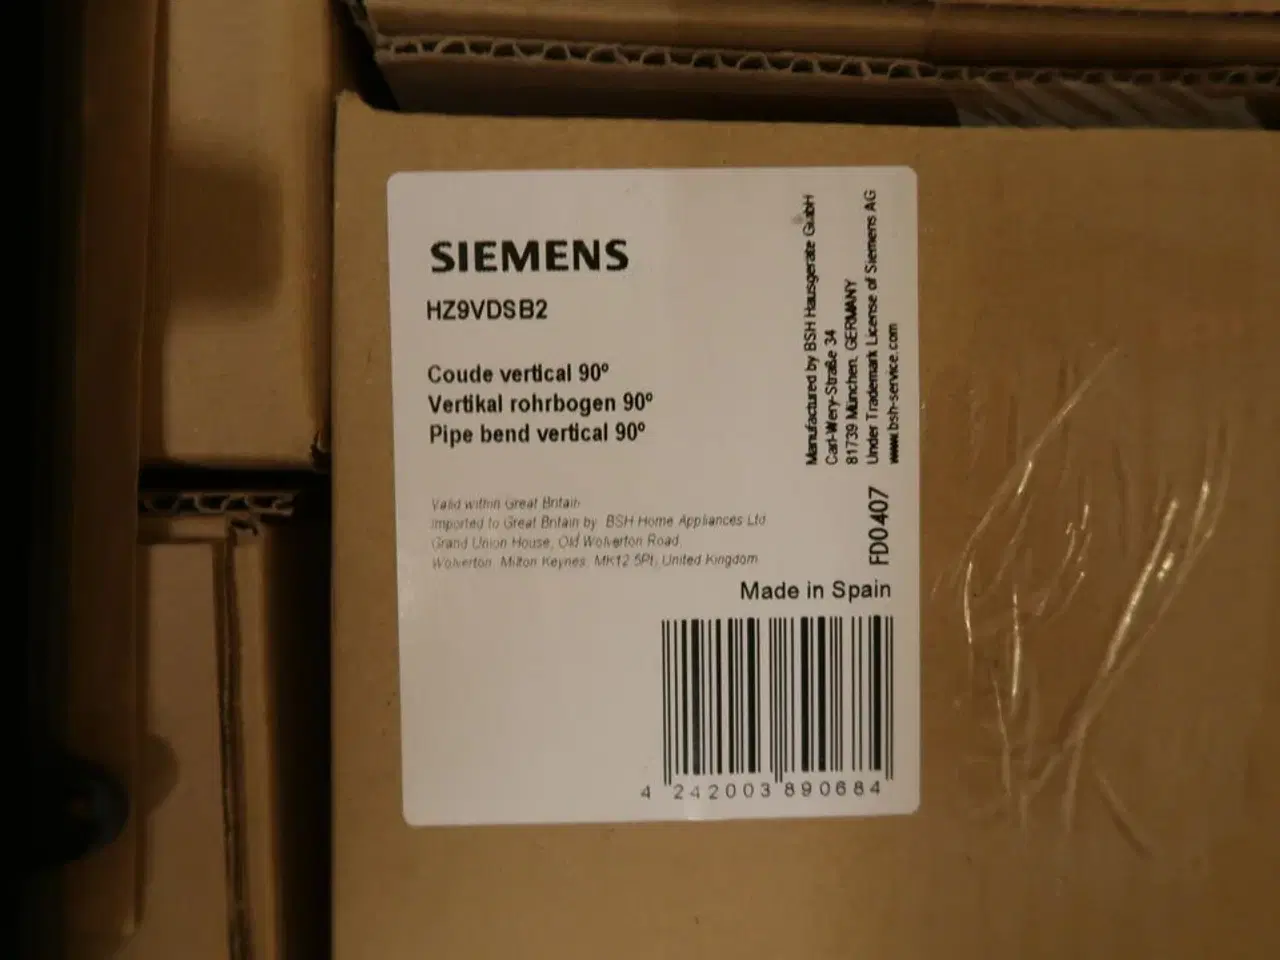 SIEMENS
HZ9VDSB2
Coude vertical 90º
Vertikal rohrbogen 90º
Pipe bend vertical 90º
Valid within Great Britain
Imported to Great Britain by BSH Home Appliances Ltd.
Grand Union House, Old Wolverton Road,
Wolverton, Milton Keynes, MK12 5Pt, United Kingdom
Manufactured by BSH Hausgeräte GmbH
Carl-Wery-Straße 34
81739 München, GERMANY
Under Trademark License of Siemens AG
www.bsh-service.com
FD0407
Made in Spain
4 242003 890684